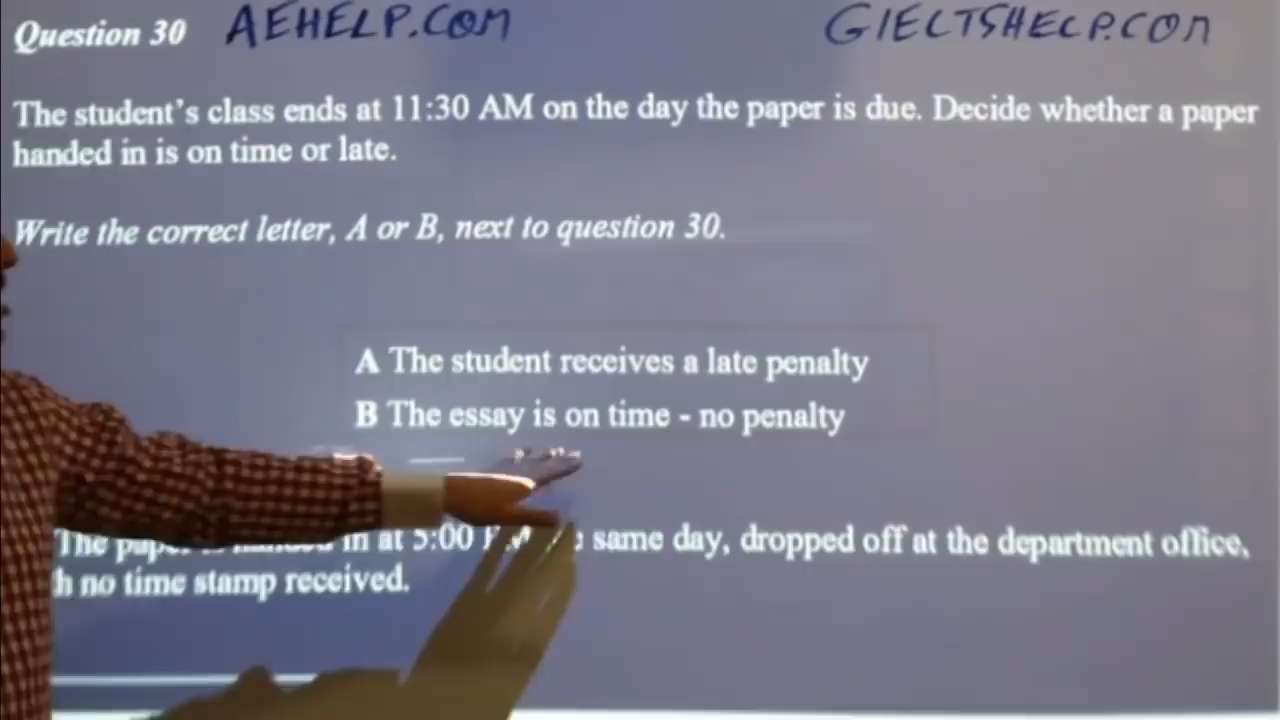 Question 30 AEHELP.COM GIELTSHELP.COM
The student's class ends at 11:30 AM on the day the paper is due. Decide whether a paper
handed in is on time or late.
Write the correct letter, A or B, next to question 30.
A The student receives a late penalty
B The essay is on time - no penalty
The in at 5:00 same day, dropped off at the department office,
no time stamp received.